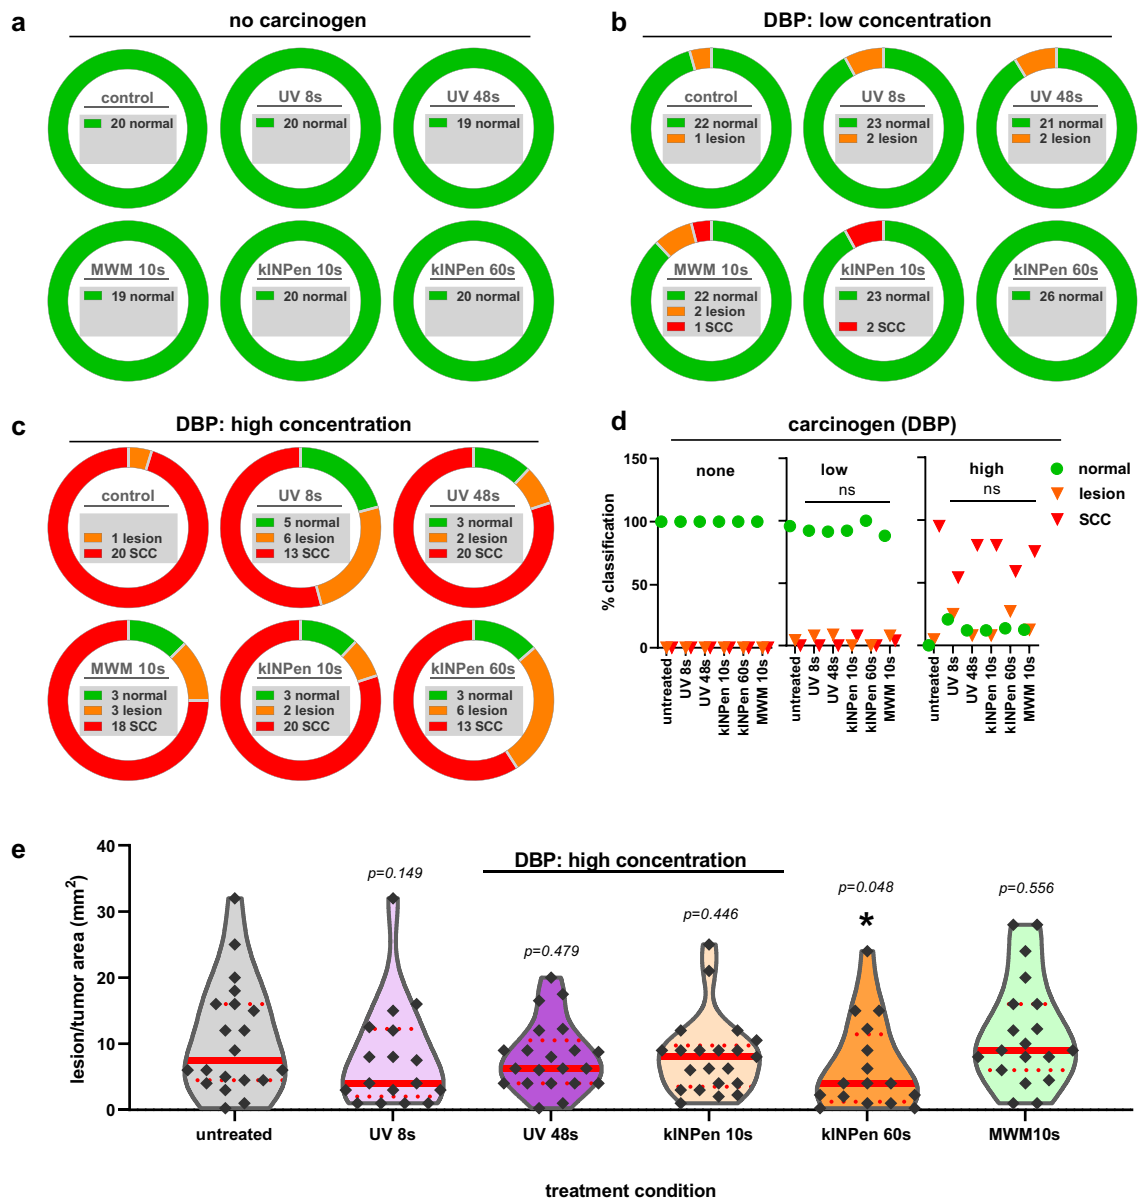 a
no carcinogen
control
20 normal
UV 8s
20 normal
UV 48s
19 normal
MWM 10s
19 normal
kINPen 10s
20 normal
kINPen 60s
20 normal
b
DBP: low concentration
control
22 normal
1 lesion
UV 8s
23 normal
2 lesion
UV 48s
21 normal
2 lesion
MWM 10s
22 normal
2 lesion
1 SCC
kINPen 10s
23 normal
2 SCC
kINPen 60s
26 normal
c
DBP: high concentration
control
1 lesion
20 SCC
UV 8s
5 normal
6 lesion
13 SCC
UV 48s
3 normal
2 lesion
20 SCC
MWM 10s
3 normal
3 lesion
18 SCC
kINPen 10s
3 normal
2 lesion
20 SCC
kINPen 60s
3 normal
6 lesion
13 SCC
d
carcinogen (DBP)
% classification
150
100
50
0
none
low
ns
high
ns
normal
lesion
SCC
untreated
UV 8s
UV 48s
kINPen 10s
kINPen 60s
MWM 10s
untreated
UV 8s
UV 48s
kINPen 10s
kINPen 60s
MWM 10s
untreated
UV 8s
UV 48s
kINPen 10s
kINPen 60s
MWM 10s
e
DBP: high concentration
lesion/tumor area (mm²)
40
30
20
10
0
p=0.149
p=0.479
p=0.446
p=0.048
*
p=0.556
untreated
UV 8s
UV 48s
kINPen 10s
kINPen 60s
MWM10s
treatment condition